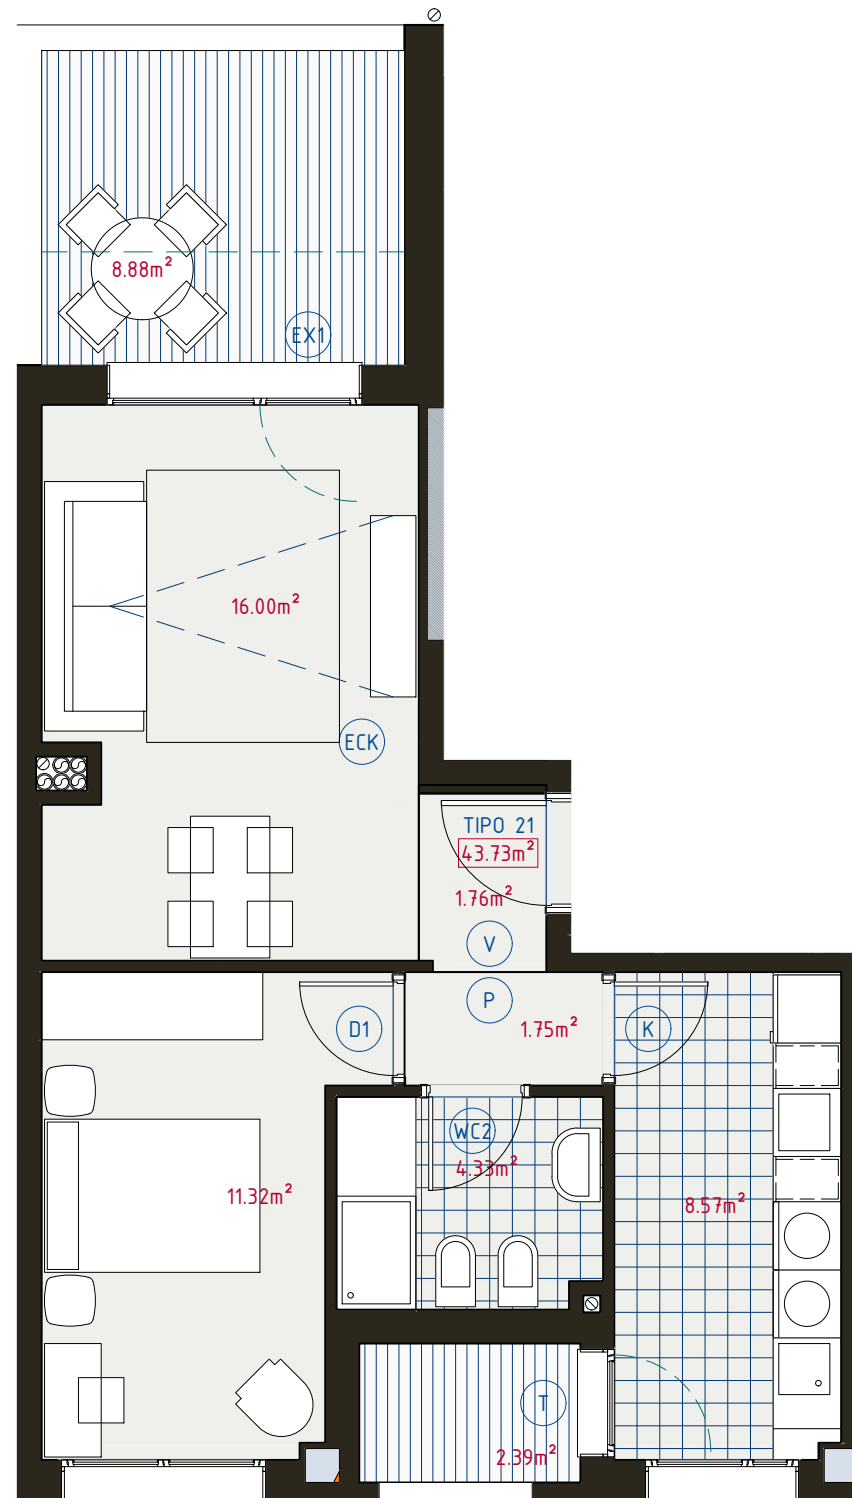 8.88m²
EX1
16.00m²
ECK
TIPO 21
43.73m²
1.76m²
V
P
D1
1.75m²
K
WC2
4.33m²
11.32m²
8.57m²
T
2.39m²